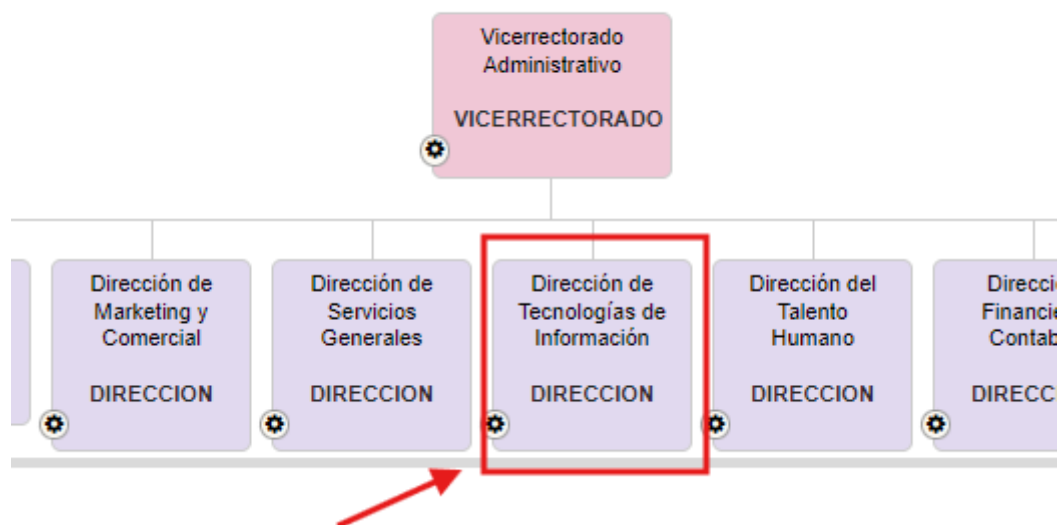 Vicerrectorado
Administrativo
VICERRECTORADO
Dirección de
Marketing y
Comercial
DIRECCION
Dirección de
Servicios
Generales
DIRECCION
Dirección de
Tecnologías de
Información
DIRECCION
Dirección del
Talento
Humano
DIRECCION